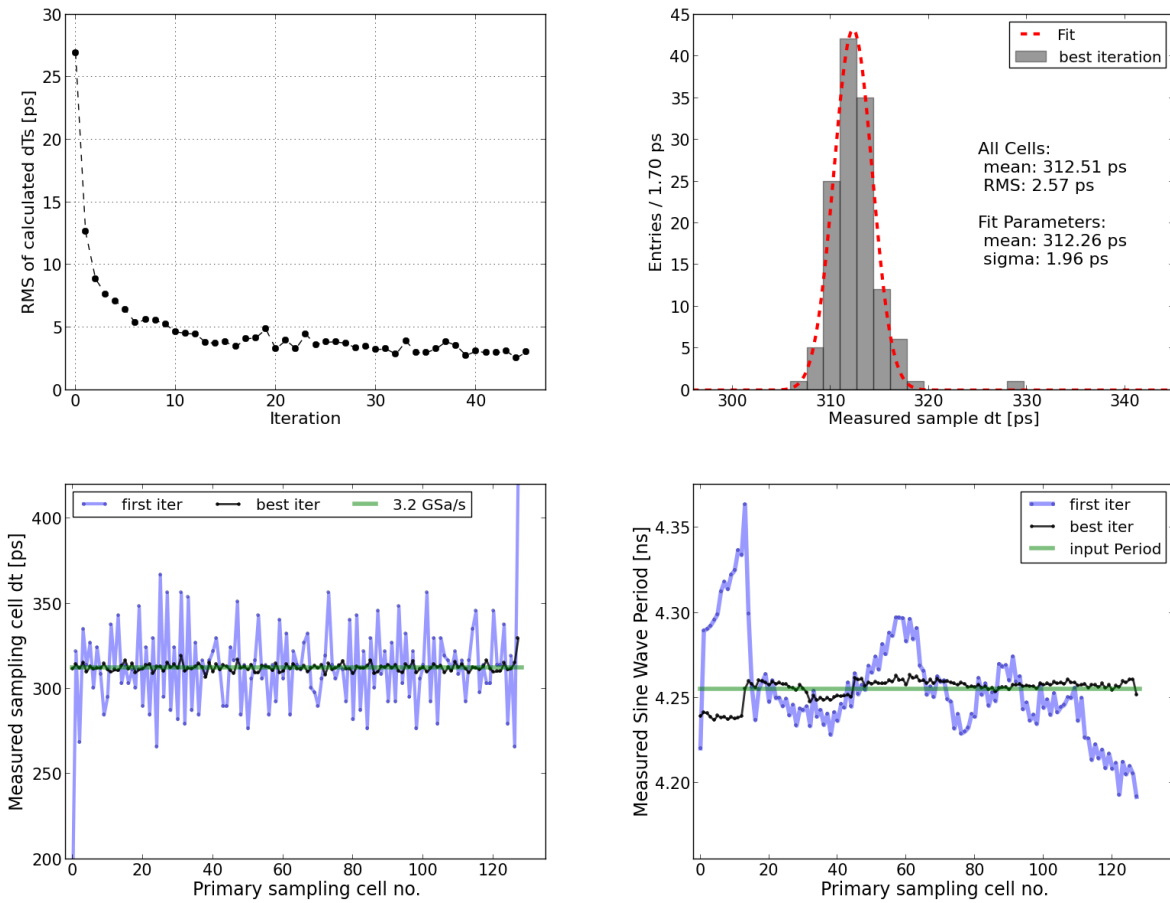 30
25
20
15
10
5
0
0
10
20
30
40
RMS of calculated dTs [ps]
Iteration
45
40
35
30
25
20
15
10
5
0
300
310
320
330
340
Entries / 1.70 ps
Measured sample dt [ps]
Fit
best iteration
All Cells:
mean: 312.51 ps
RMS: 2.57 ps
Fit Parameters:
mean: 312.26 ps
sigma: 1.96 ps
first iter
best iter
3.2 GSa/s
400
350
300
250
200
0
20
40
60
80
100
120
Measured sampling cell dt [ps]
Primary sampling cell no.
first iter
best iter
input Period
4.35
4.30
4.25
4.20
0
20
40
60
80
100
120
Measured Sine Wave Period [ns]
Primary sampling cell no.